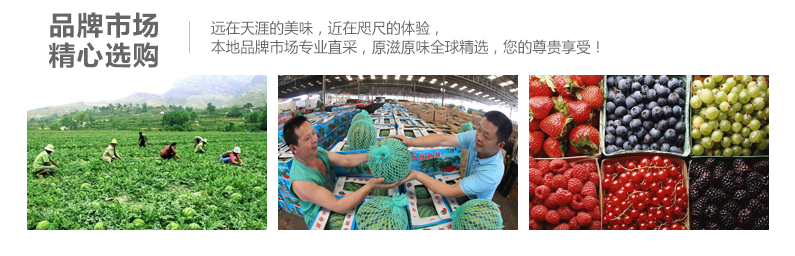 品牌市场
精心选购
远在天涯的美味，近在咫尺的体验，
本地品牌市场专业直采，原滋原味全球精选，您的尊贵享受！